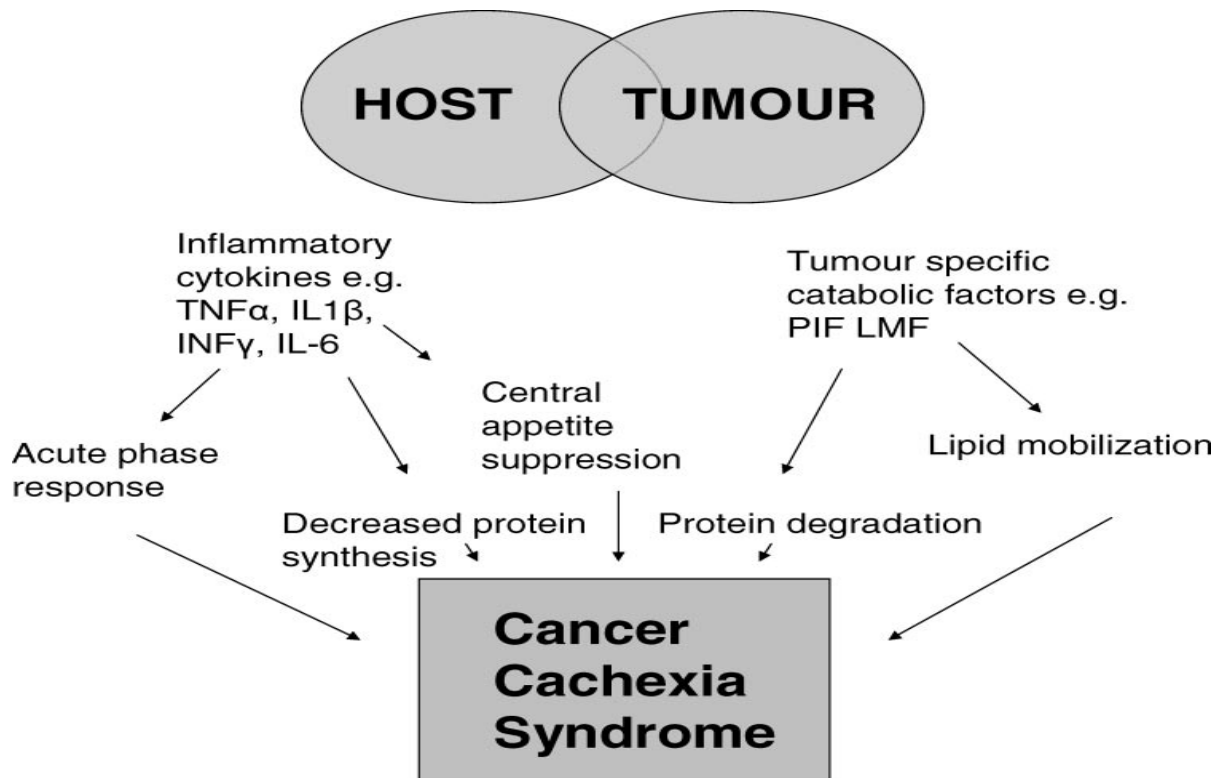 HOST
TUMOUR
Inflammatory
cytokines e.g.
TNFα, IL1β,
INFγ, IL-6
Tumour specific
catabolic factors e.g.
PIF LMF
Central
appetite
suppression
Acute phase
response
Lipid mobilization
Decreased protein
synthesis
Protein degradation
Cancer
Cachexia
Syndrome